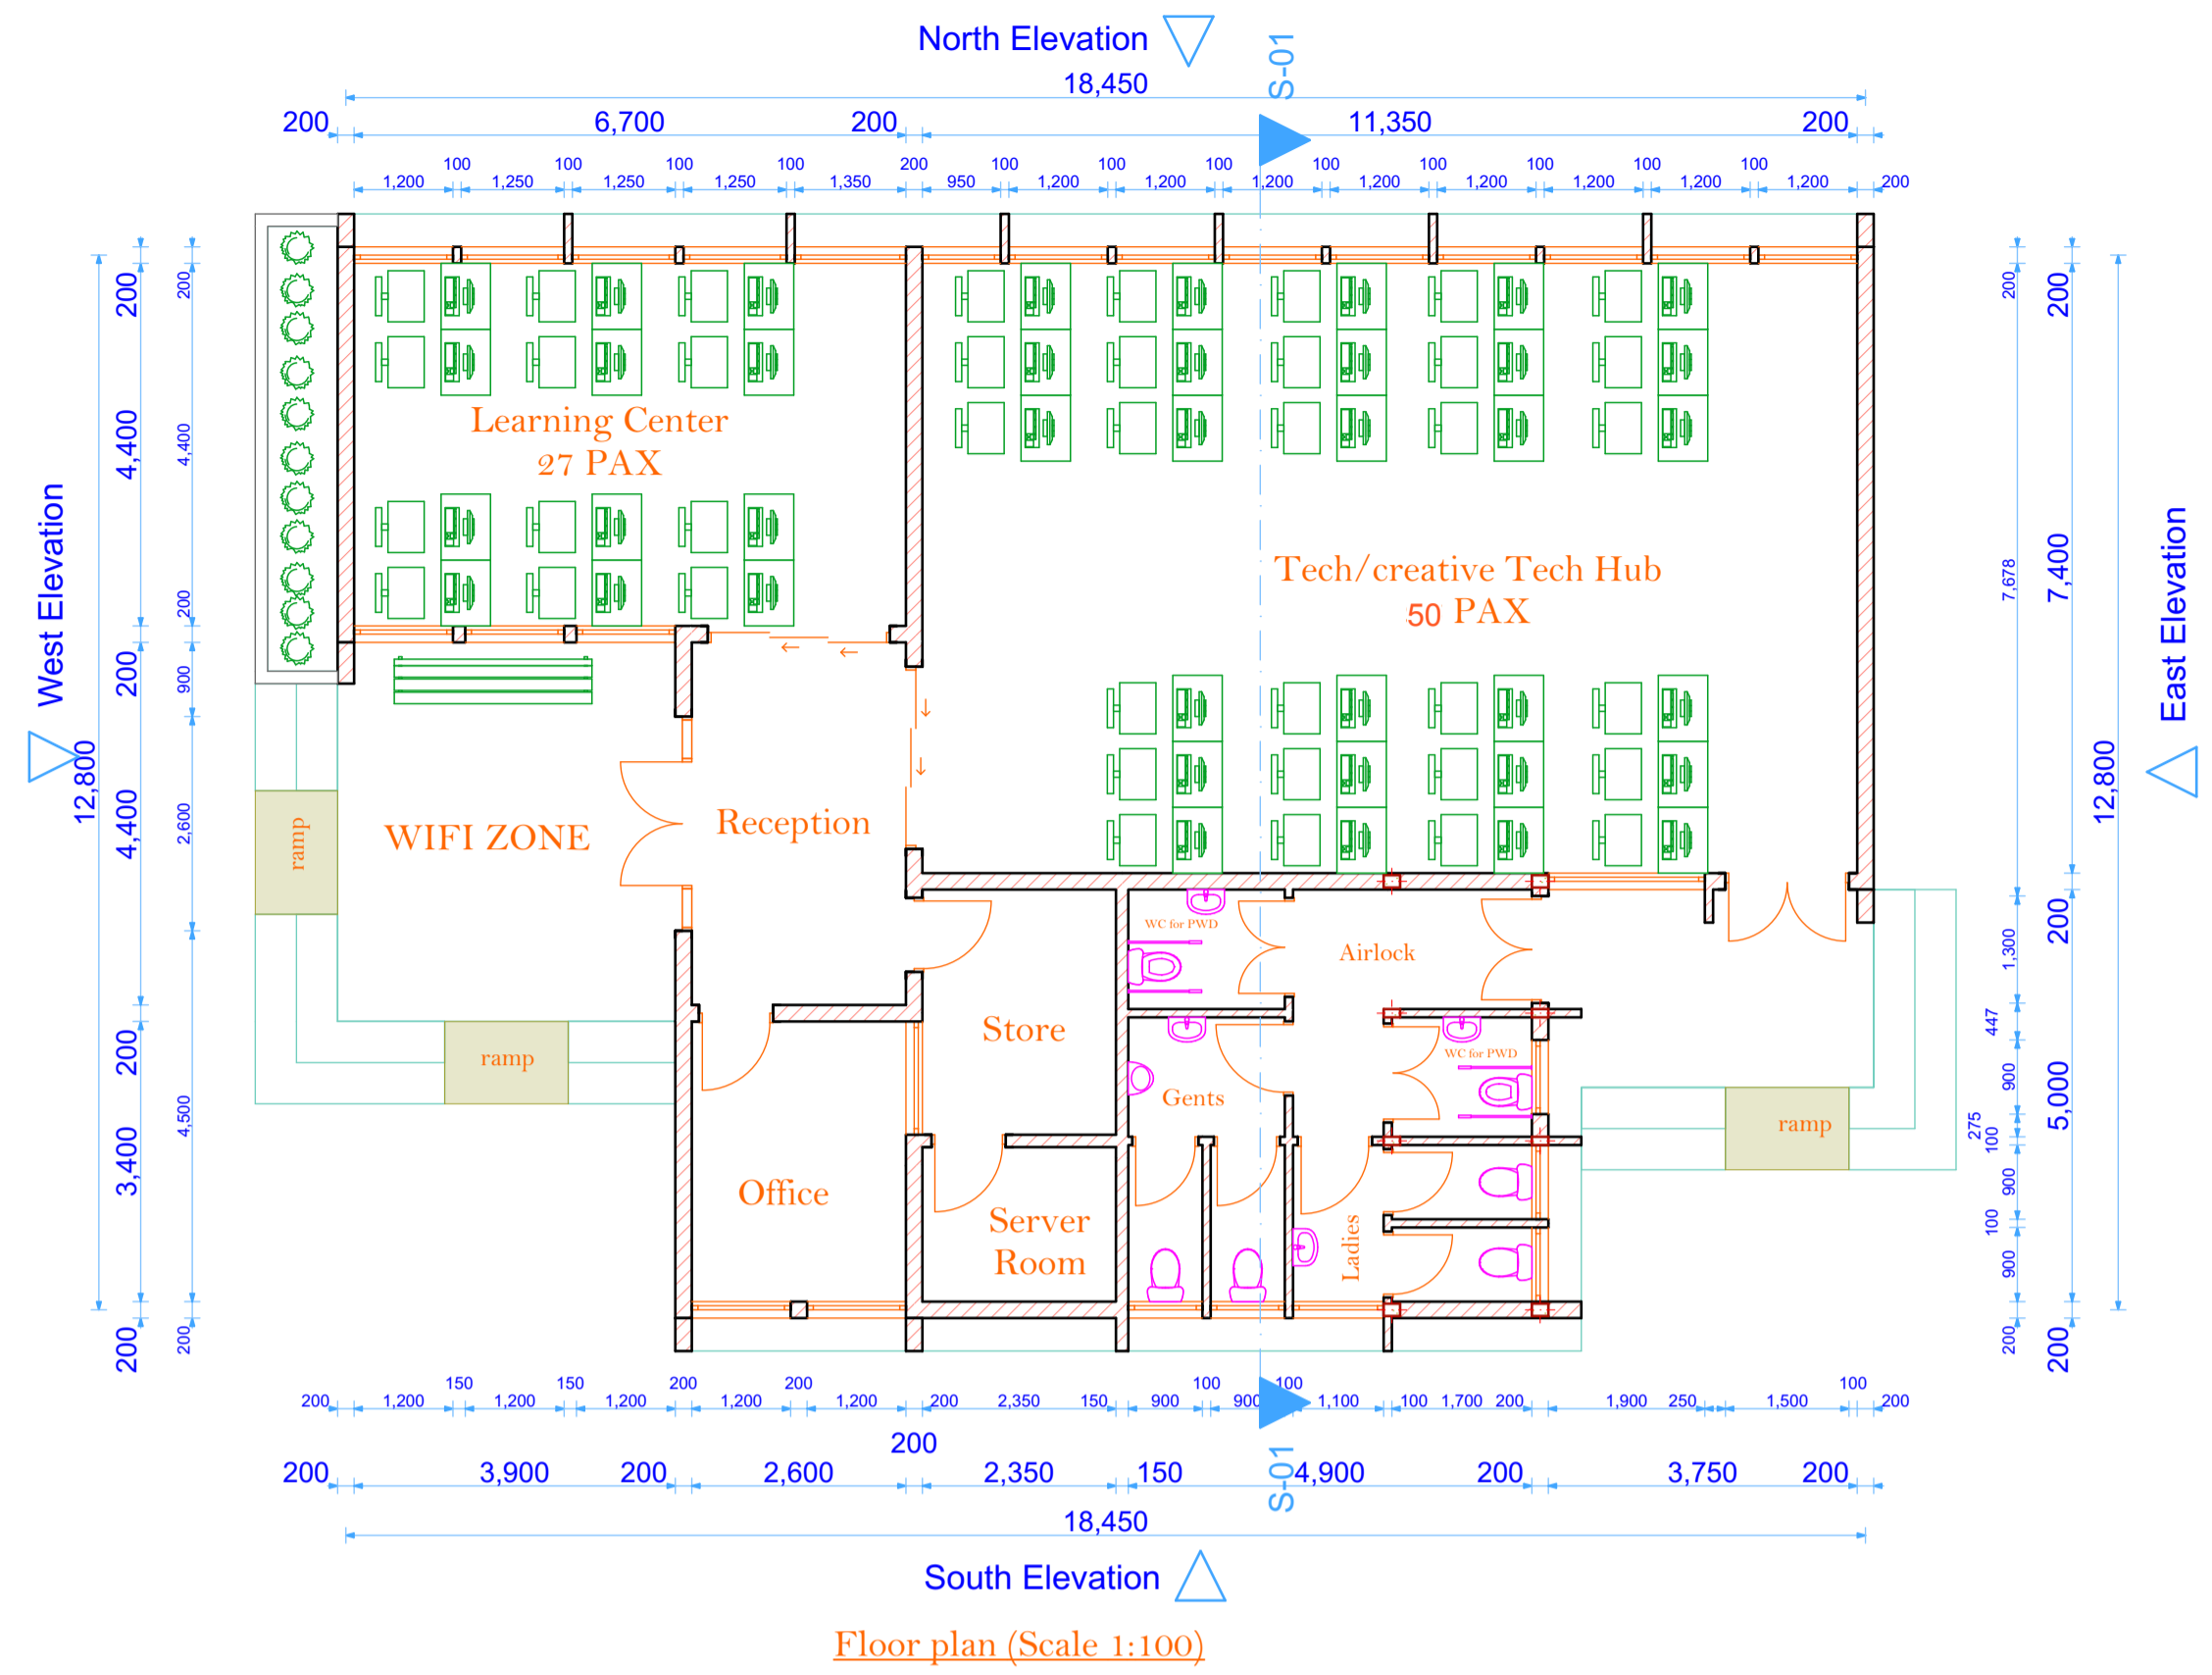 North Elevation
S-01
18,450
200 6,700 200 11,350 200
100 100 100 100 200 100 100 100 100 100 100 100 100
1,200 1,250 1,250 1,250 1,350 950 1,200 1,200 1,200 1,200 1,200 1,200 1,200 1,200 200
West Elevation
12,800
200
4,400
200
4,400
200
3,400
200
200
4,400
200
900
2,600
4,500
200
Learning Center
27 PAX
Tech/creative Tech Hub
50 PAX
WIFI ZONE
Reception
ramp
ramp
WC for PWD
Airlock
Store
WC for PWD
Gents
ramp
Office
Server
Room
Ladies
200
7,678
1,300
447
900
275
100
900
100
900
200
200
7,400
200
5,000
200
12,800
East Elevation
150 150 200 200 100 100 100
200 1,200 1,200 1,200 1,200 1,200 200 2,350 150 900 900 1,100 100 1,700 200 1,900 250 1,500 200
200
200 3,900 200 2,600 2,350 150 4,900 200 3,750 200
S-01
18,450
South Elevation
Floor plan (Scale 1:100)